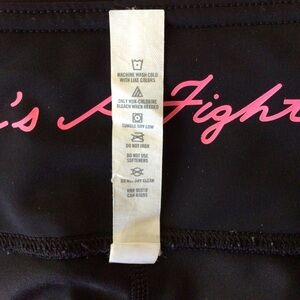 MACHINE WASH COLD
WITH LIKE COLORS
ONLY NON-CHLORINE
BLEACH WHEN NEEDED
's A Fight
TUMBLE DRY LOW
DO NOT IRON
DO NOT USE
SOFTENERS
DO NOT DRY CLEAN